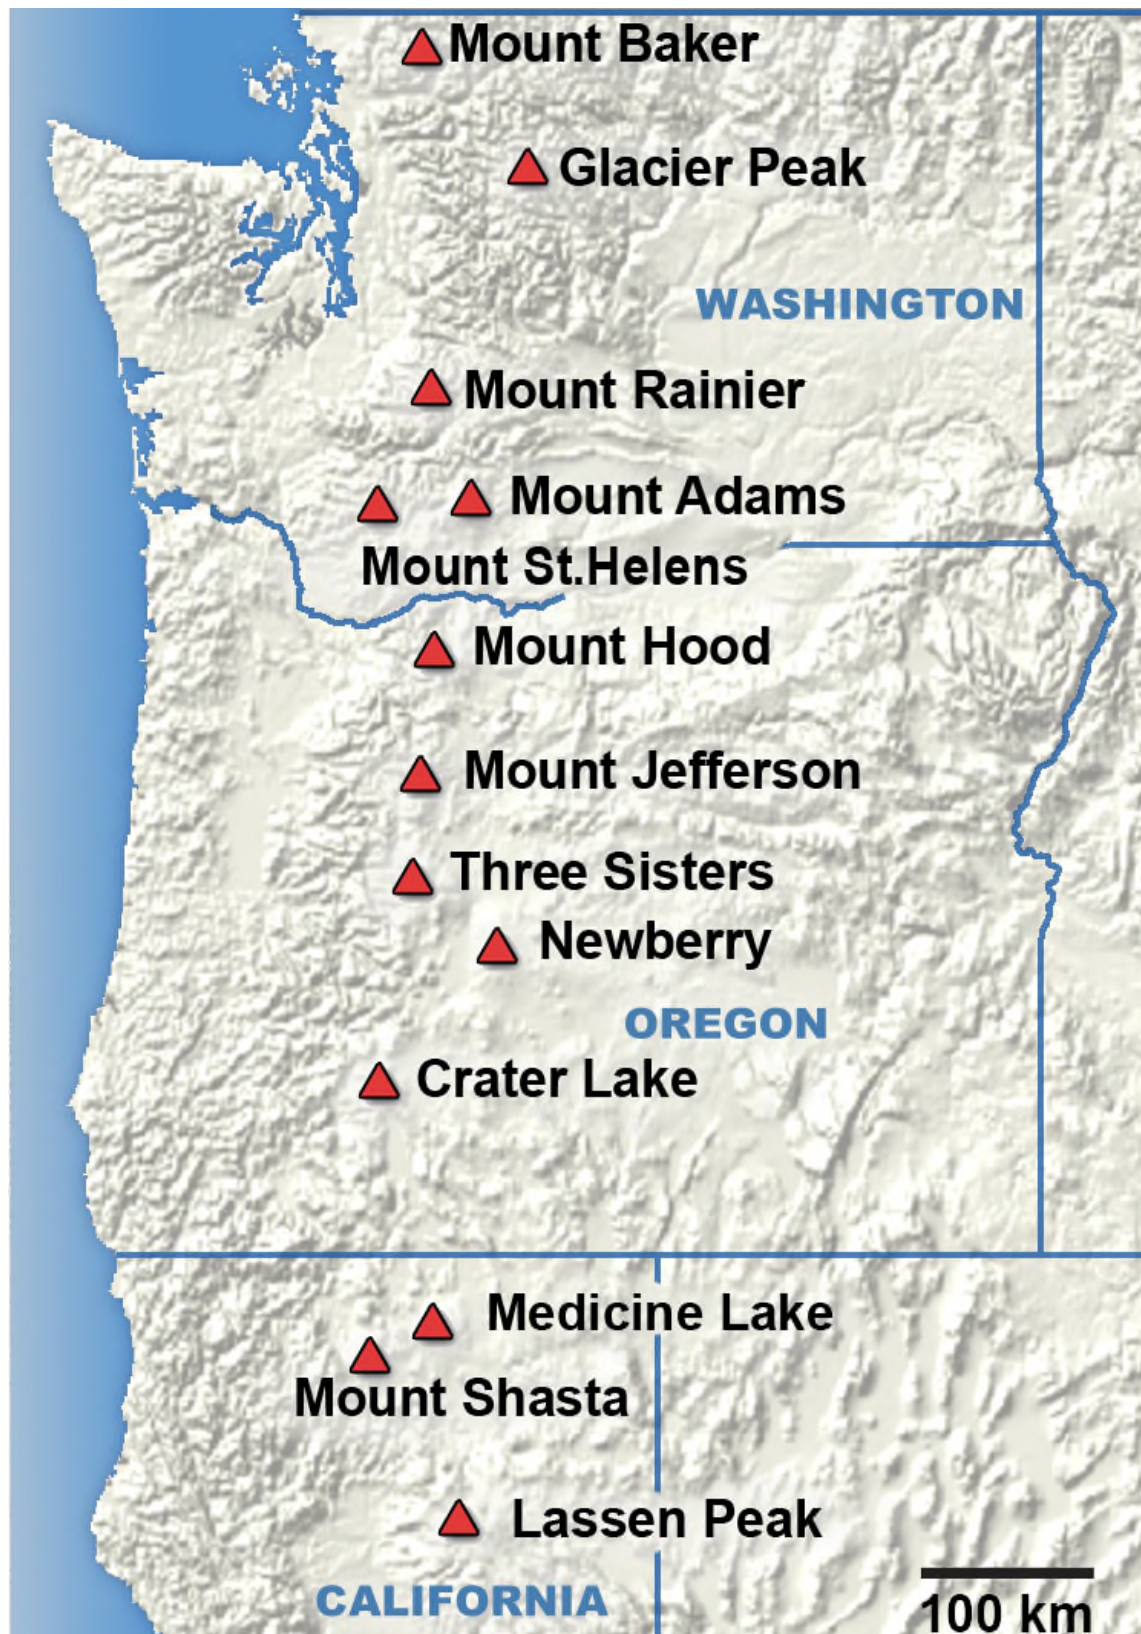 Mount Baker
Glacier Peak
WASHINGTON
Mount Rainier
Mount Adams
Mount St.Helens
Mount Hood
Mount Jefferson
Three Sisters
Newberry
OREGON
Crater Lake
Medicine Lake
Mount Shasta
Lassen Peak
CALIFORNIA
100 km